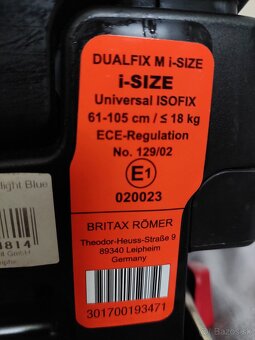 DUALFIX M i-SIZE
i-SIZE
Universal ISOFIX
61-105 cm / ≤ 18 kg
ECE-Regulation
No. 129/02
E1
020023
BRITAX RÖMER
Theodor-Heuss-Straße 9
89340 Leipheim
Germany
301700193471
light Blue
4814
GmbH